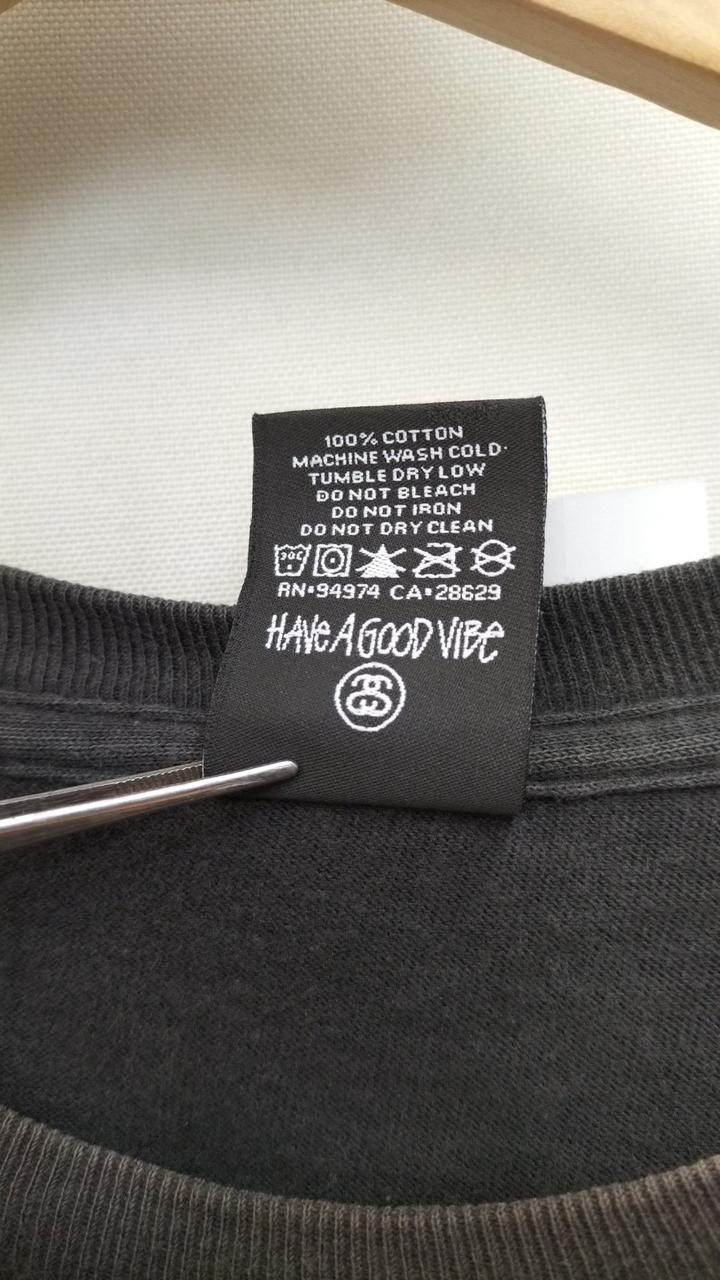 100% COTTON
MACHINE WASH COLD
TUMBLE DRY LOW
DO NOT BLEACH
DO NOT IRON
DO NOT DRY CLEAN
RN•94974 CA•28629
HAVE A GOOD VIBE